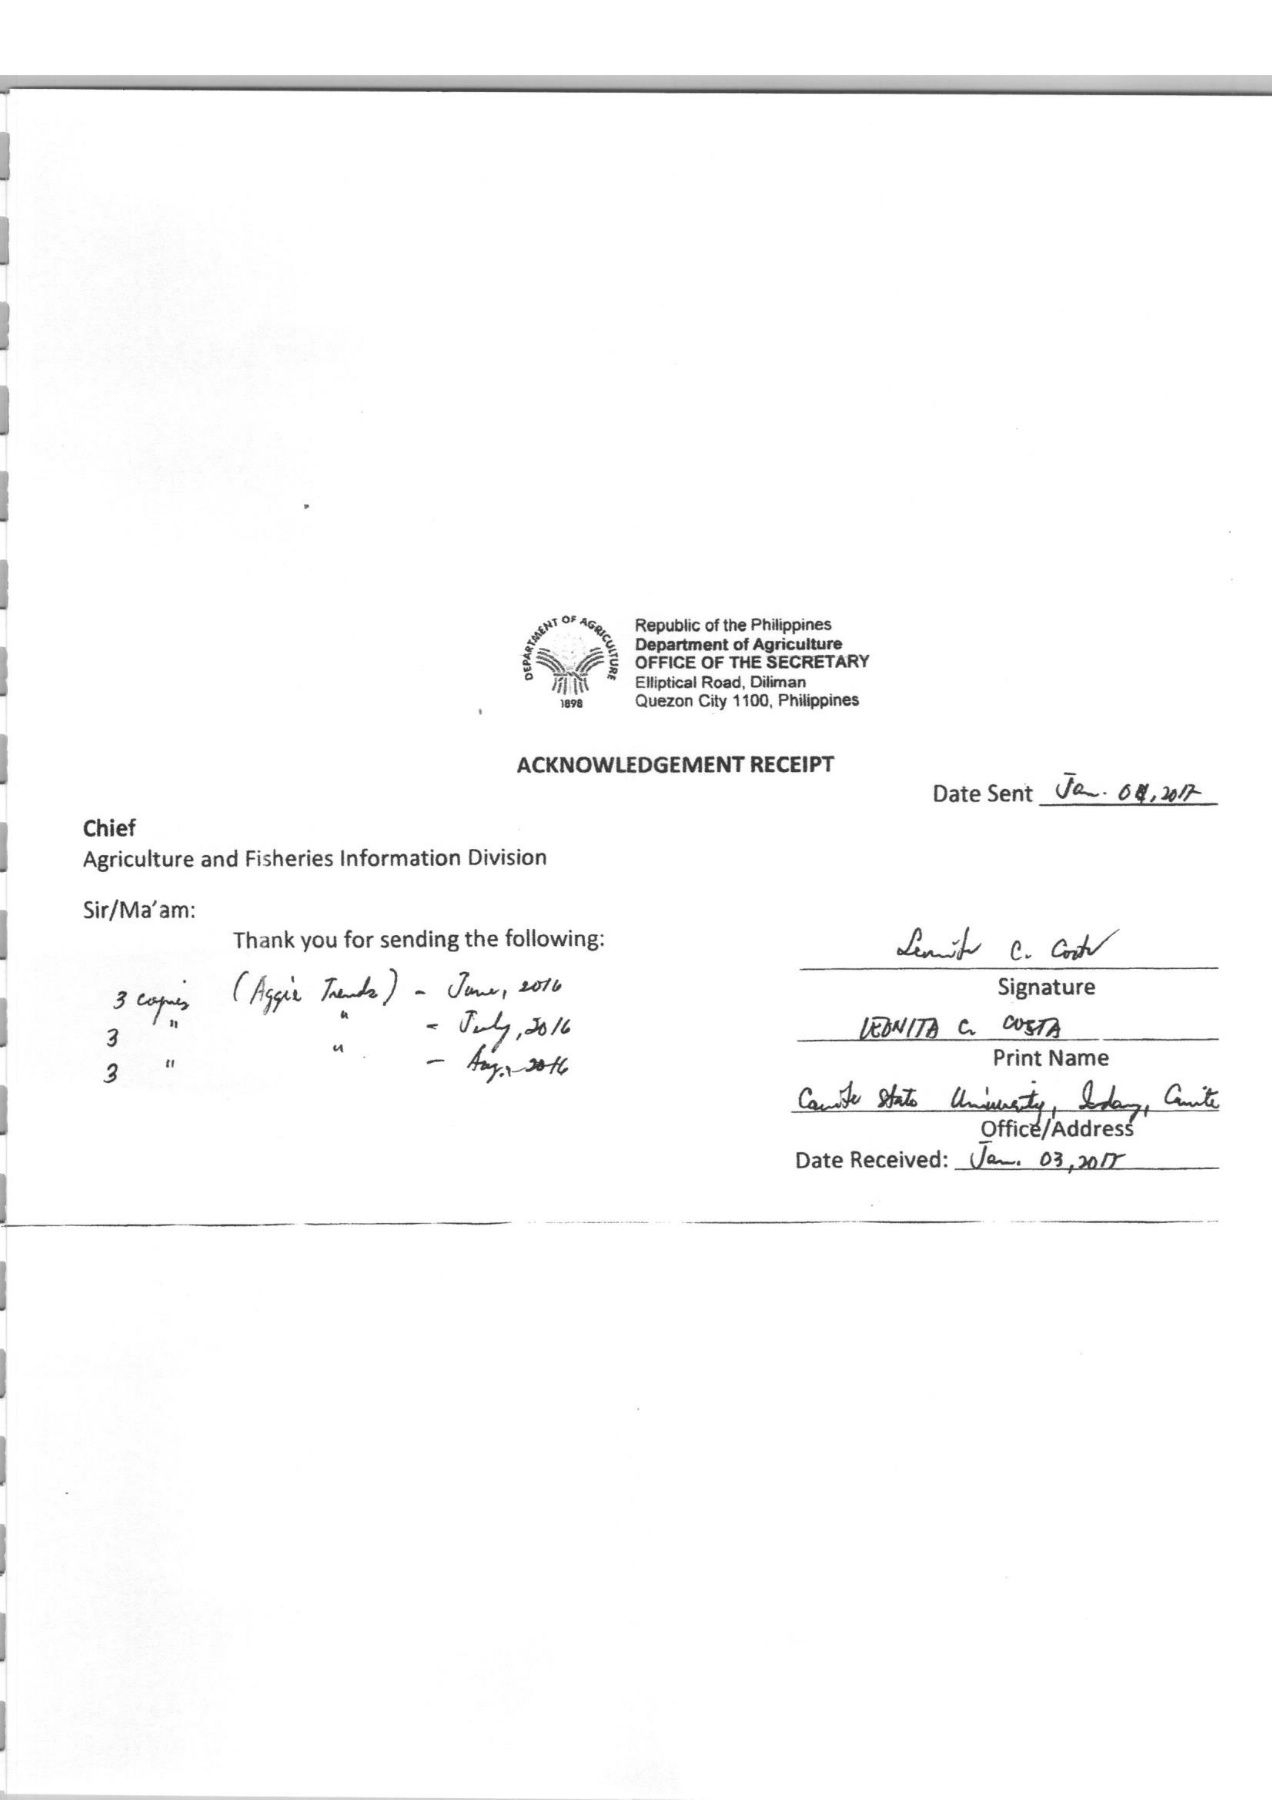 DEPARTMENT OF AGRICULTURE
1898
Republic of the Philippines
Department of Agriculture
OFFICE OF THE SECRETARY
Elliptical Road, Diliman
Quezon City 1100, Philippines
ACKNOWLEDGEMENT RECEIPT
Date Sent Jan. 04, 2017
Chief
Agriculture and Fisheries Information Division
Sir/Ma'am:
Thank you for sending the following:
3 copies (Aggie Trends) - June, 2016
3 " " - July, 2016
3 " " - Aug., 2016
C. Costa
Signature
LEONITA C. COSTA
Print Name
Cavite State University, Indang, Cavite
Office/Address
Date Received: Jan. 03, 2017